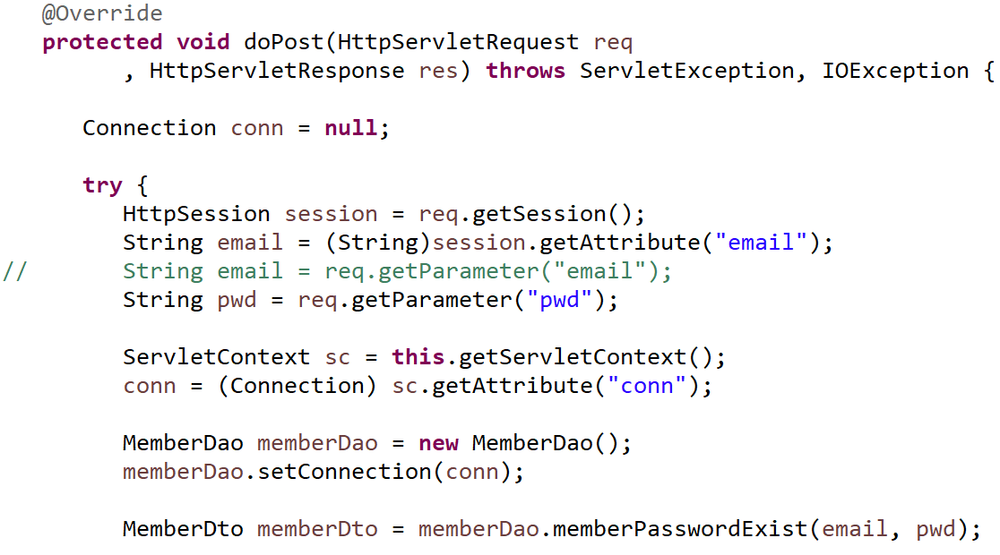 @Override
protected void doPost(HttpServletRequest req
, HttpServletResponse res) throws ServletException, IOException {
Connection conn = null;
try {
HttpSession session = req.getSession();
String email = (String)session.getAttribute("email");
// String email = req.getParameter("email");
String pwd = req.getParameter("pwd");
ServletContext sc = this.getServletContext();
conn = (Connection) sc.getAttribute("conn");
MemberDao memberDao = new MemberDao();
memberDao.setConnection(conn);
MemberDto memberDto = memberDao.memberPasswordExist(email, pwd);